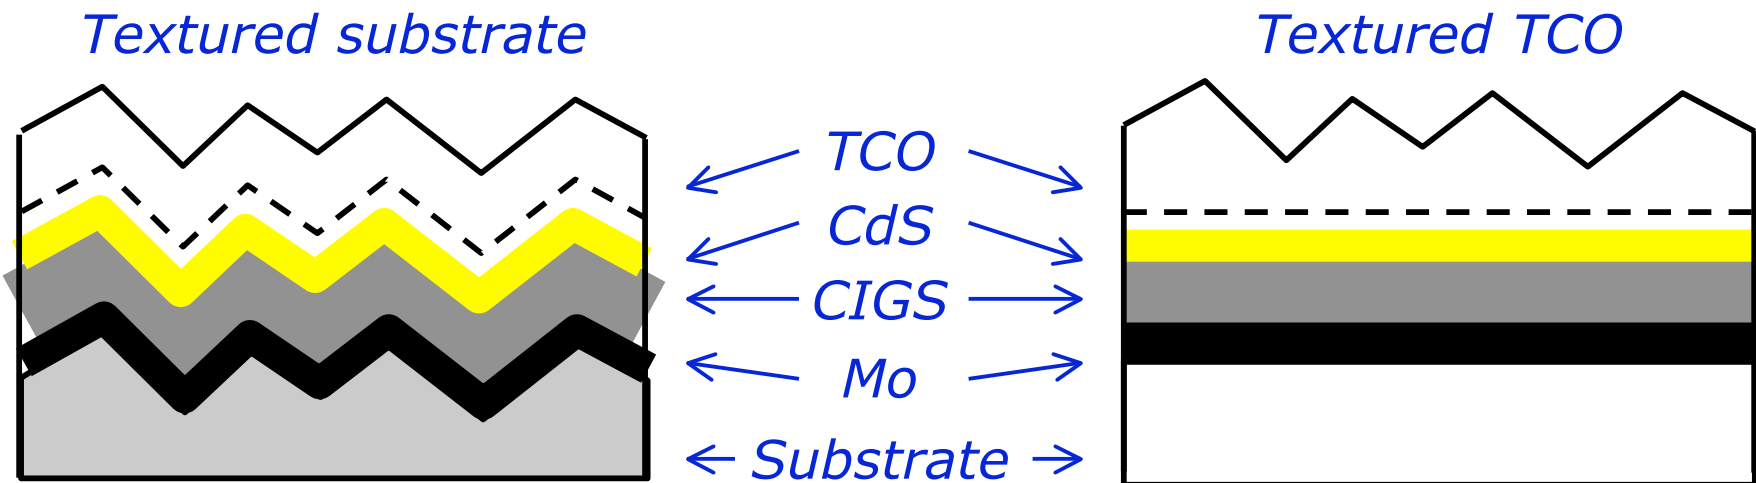 Textured substrate
Textured TCO
TCO
CdS
CIGS
Mo
Substrate